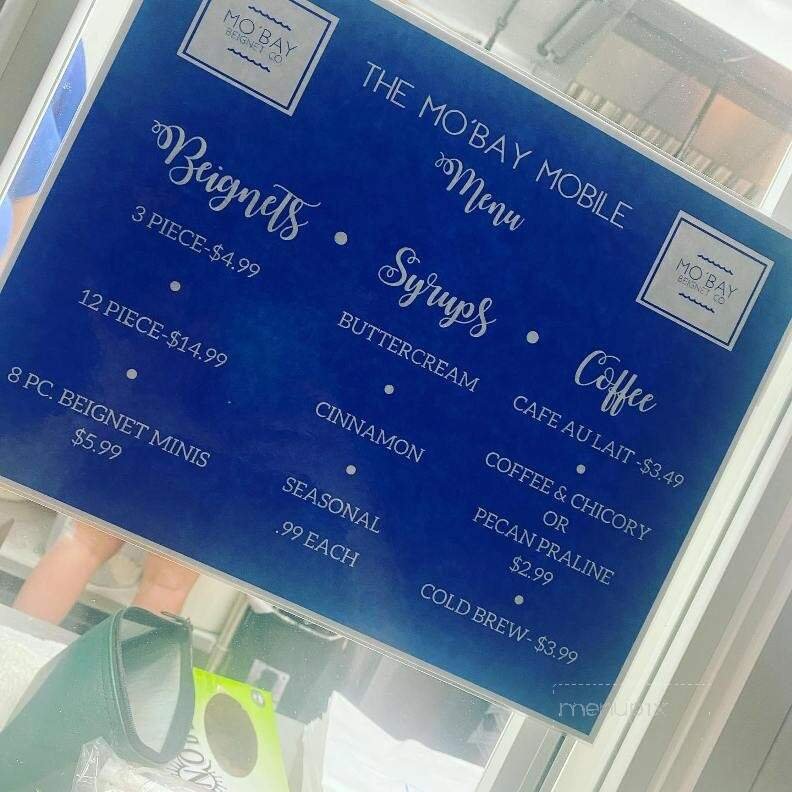 MO'BAY
BEIGNET CO.
THE MO'BAY MOBILE
Menu
Beignets
3 PIECE-$4.99
12 PIECE-$14.99
8 PC. BEIGNET MINIS
$5.99
Syrups
BUTTERCREAM
CINNAMON
SEASONAL
.99 EACH
Coffee
CAFE AU LAIT -$3.49
COFFEE & CHICORY
OR
PECAN PRALINE
$2.99
COLD BREW- $3.99
MO'BAY
BEIGNET CO.
menupix